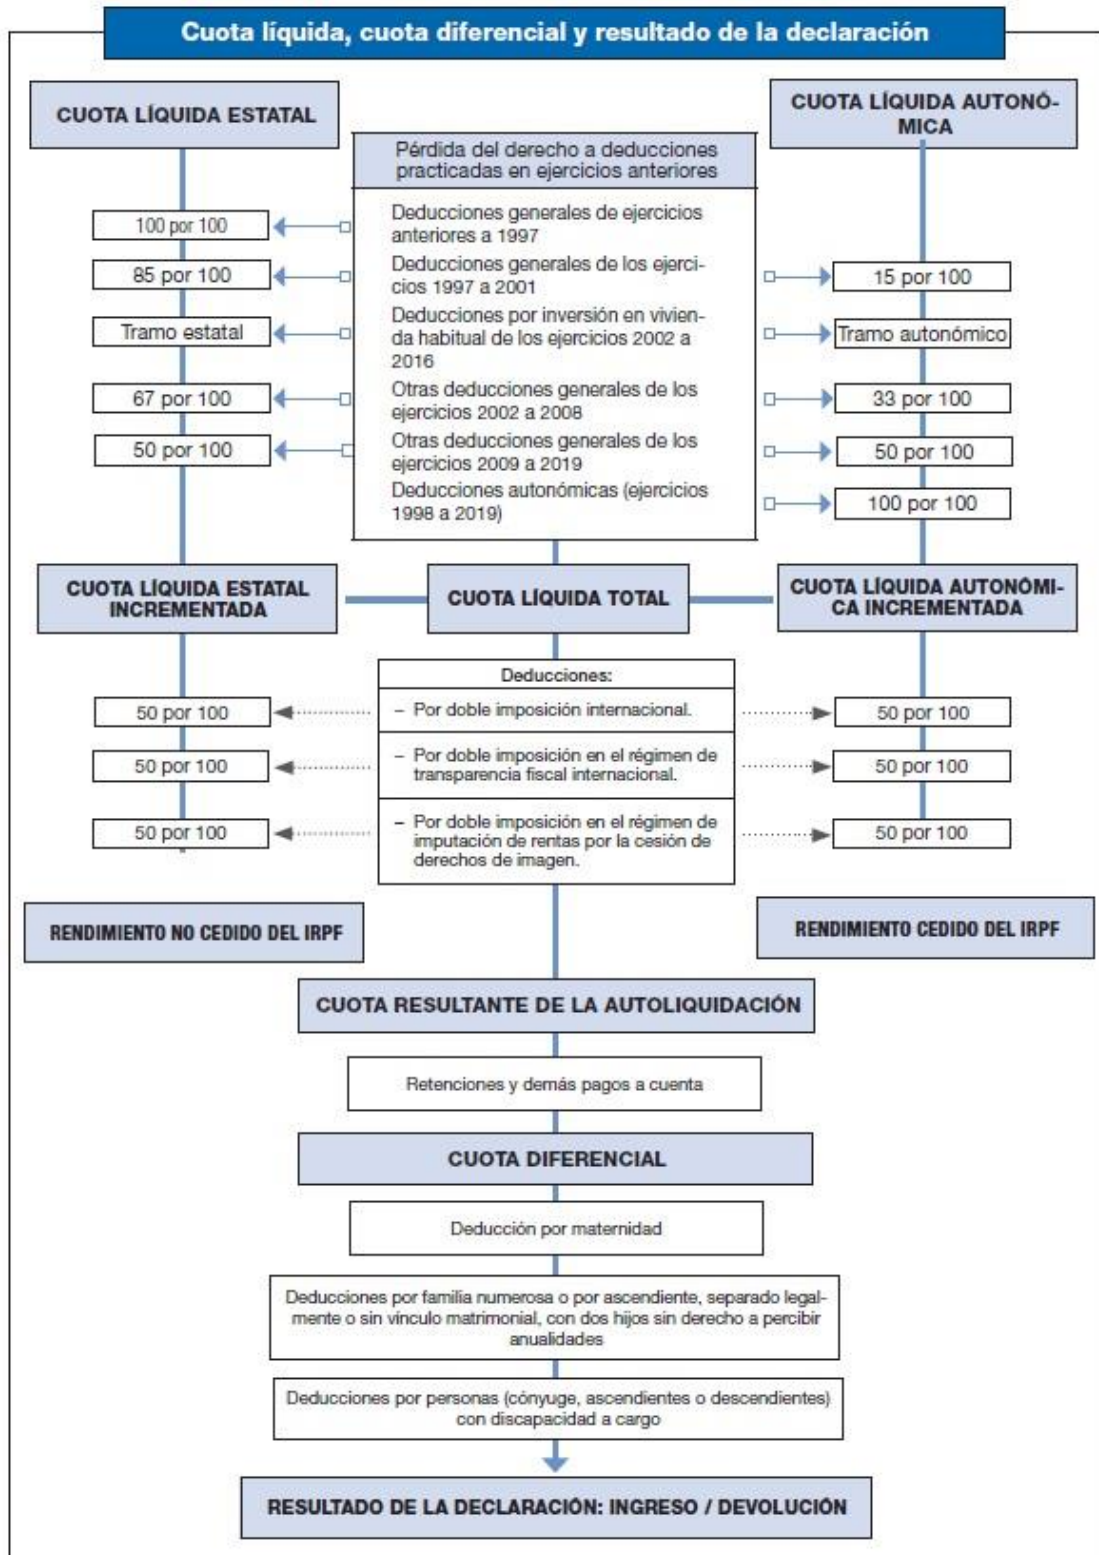 Cuota líquida, cuota diferencial y resultado de la declaración
CUOTA LÍQUIDA ESTATAL
CUOTA LÍQUIDA AUTONÓ-
MICA
Pérdida del derecho a deducciones
practicadas en ejercicios anteriores
100 por 100
Deducciones generales de ejercicios
anteriores a 1997
85 por 100
Deducciones generales de los ejerci-
cios 1997 a 2001
15 por 100
Tramo estatal
Deducciones por inversión en vivien-
da habitual de los ejercicios 2002 a
2016
Tramo autonómico
67 por 100
Otras deducciones generales de los
ejercicios 2002 a 2008
33 por 100
50 por 100
Otras deducciones generales de los
ejercicios 2009 a 2019
50 por 100
Deducciones autonómicas (ejercicios
1998 a 2019)
100 por 100
CUOTA LÍQUIDA ESTATAL
INCREMENTADA
CUOTA LÍQUIDA TOTAL
CUOTA LÍQUIDA AUTONÓMI-
CA INCREMENTADA
Deducciones:
50 por 100
– Por doble imposición internacional.
50 por 100
50 por 100
– Por doble imposición en el régimen de
transparencia fiscal internacional.
50 por 100
50 por 100
– Por doble imposición en el régimen de
imputación de rentas por la cesión de
derechos de imagen.
50 por 100
RENDIMIENTO NO CEDIDO DEL IRPF
RENDIMIENTO CEDIDO DEL IRPF
CUOTA RESULTANTE DE LA AUTOLIQUIDACIÓN
Retenciones y demás pagos a cuenta
CUOTA DIFERENCIAL
Deducción por maternidad
Deducciones por familia numerosa o por ascendiente, separado legal-
mente o sin vínculo matrimonial, con dos hijos sin derecho a percibir
anualidades
Deducciones por personas (cónyuge, ascendientes o descendientes)
con discapacidad a cargo
RESULTADO DE LA DECLARACIÓN: INGRESO / DEVOLUCIÓN